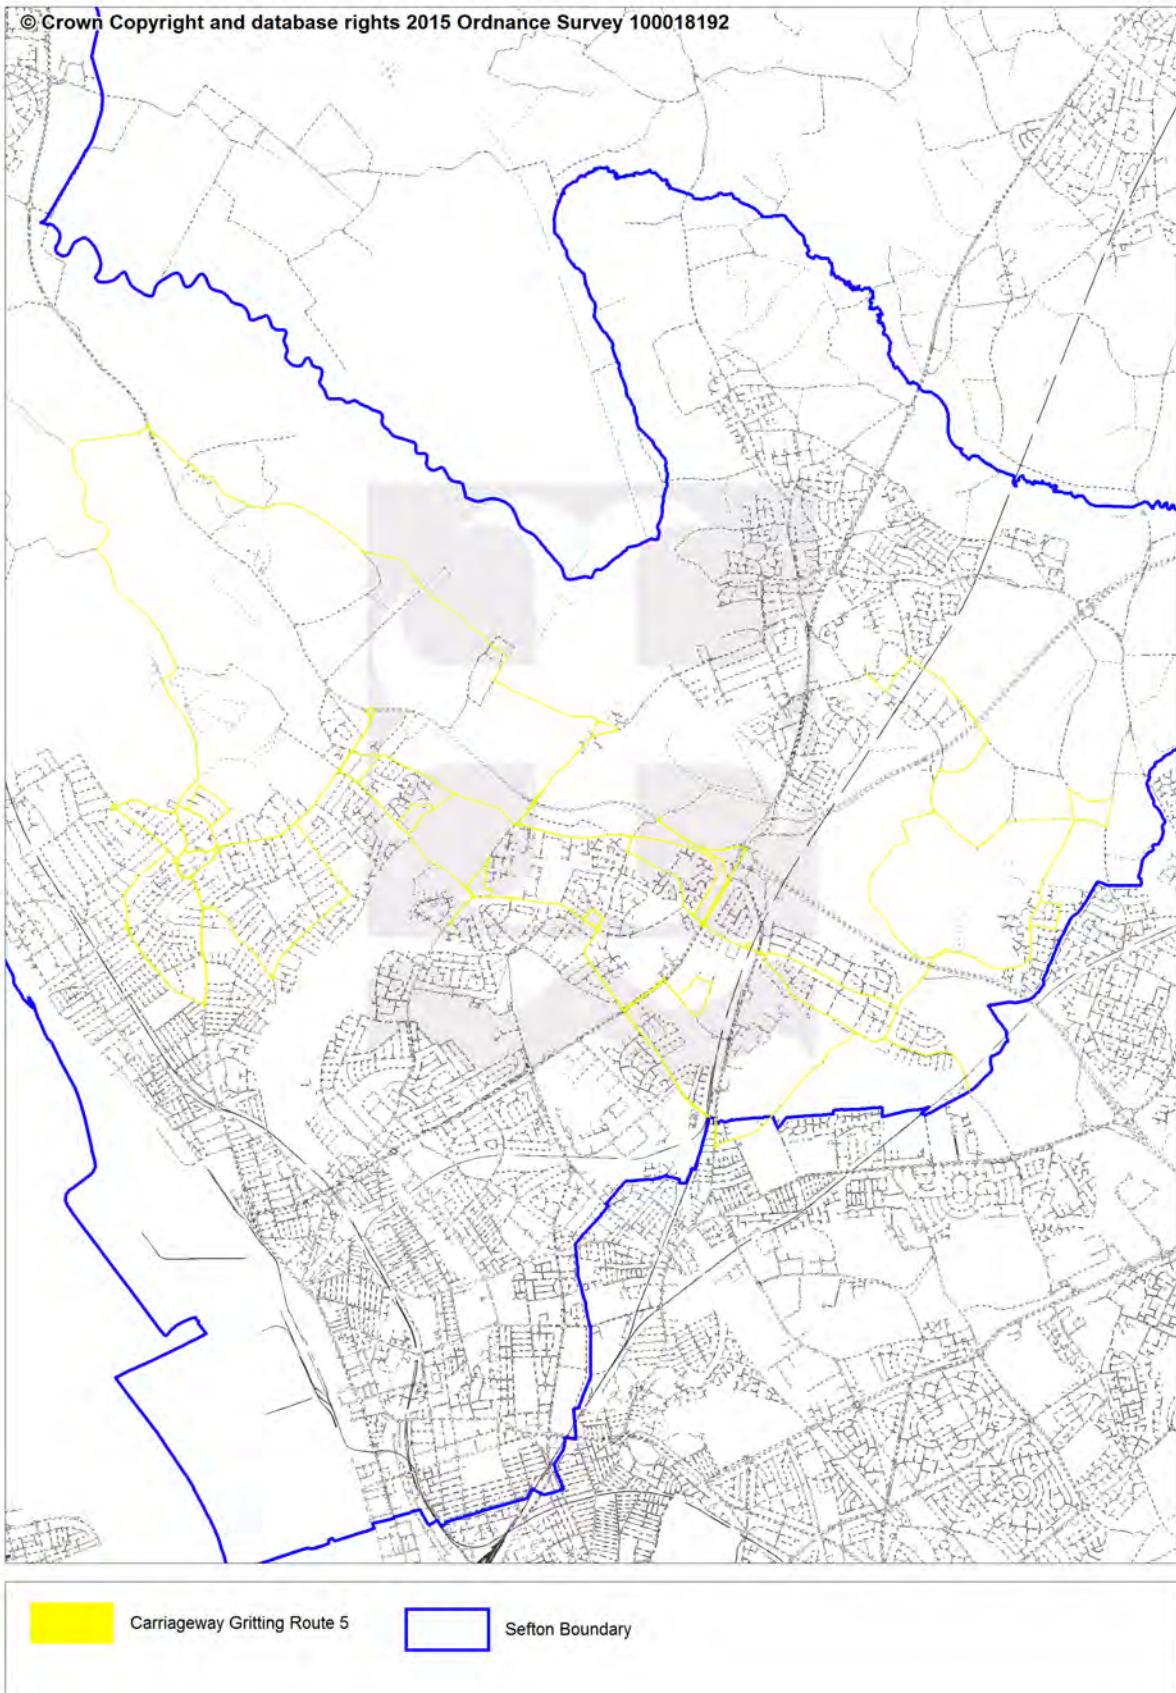 © Crown Copyright and database rights 2015 Ordnance Survey 100018192
Carriageway Gritting Route 5
Sefton Boundary